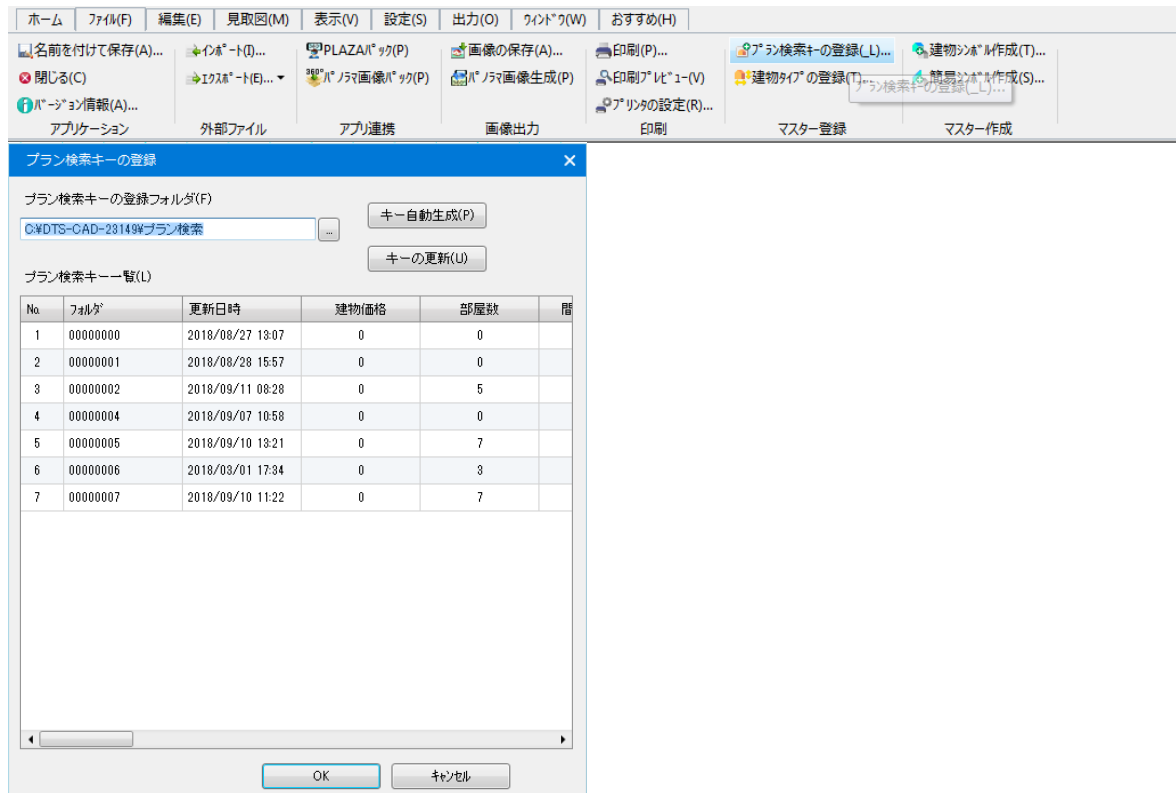 ホーム ﾌｧｲﾙ(F) 編集(E) 見取図(M) 表示(V) 設定(S) 出力(O) ｳｨﾝﾄﾞｳ(W) おすすめ(H)
名前を付けて保存(A)... ｲﾝﾎﾟｰﾄ(I)... PLAZAﾊﾟｯｸ(P) 画像の保存(A)... 印刷(P)... ﾌﾟﾗﾝ検索ｷｰの登録(_L)... 建物ｼﾝﾎﾞﾙ作成(T)...
閉じる(C) ｴｸｽﾎﾟｰﾄ(E)... 360° ﾊﾟﾉﾗﾏ画像ﾊﾟｯｸ(P) ﾊﾟﾉﾗﾏ画像生成(P) 印刷ﾌﾟﾚﾋﾞｭｰ(V) 建物ﾀｲﾌﾟの登録(T)... 簡易ｼﾝﾎﾞﾙ作成(S)...
ﾌﾟﾗﾝ検索ｷｰの登録(_L)...
ﾊﾞｰｼﾞｮﾝ情報(A)... ﾌﾟﾘﾝﾀの設定(R)...
アプリケーション 外部ファイル アプリ連携 画像出力 印刷 マスター登録 マスター作成
プラン検索キーの登録
プラン検索キーの登録フォルダ(F)
キー自動生成(P)
C:¥DTS-CAD-23149¥プラン検索 ...
キーの更新(U)
プラン検索キー一覧(L)
No. ﾌｫﾙﾀﾞ 更新日時 建物価格 部屋数 間
1 00000000 2018/08/27 13:07 0 0
2 00000001 2018/08/28 15:57 0 0
3 00000002 2018/09/11 08:28 0 5
4 00000004 2018/09/07 10:58 0 0
5 00000005 2018/09/10 13:21 0 7
6 00000006 2018/03/01 17:34 0 3
7 00000007 2018/09/10 11:22 0 7
OK ｷｬﾝｾﾙ